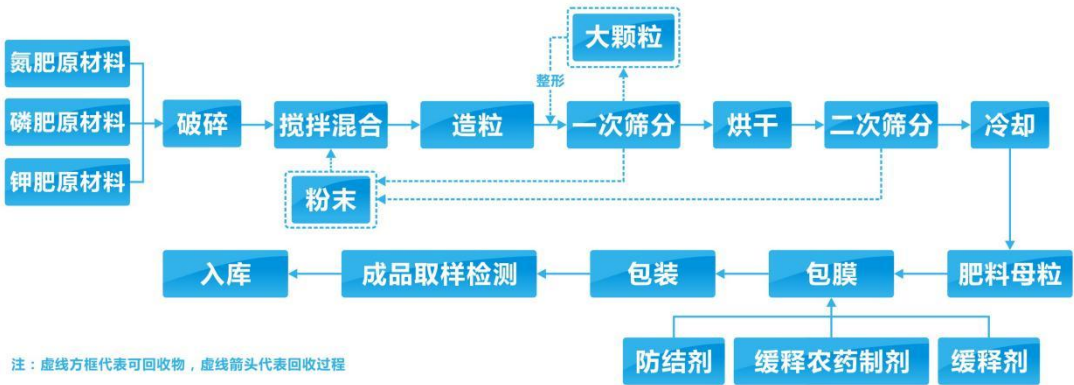 大颗粒
氮肥原材料
整形
磷肥原材料
破碎
搅拌混合
造粒
一次筛分
烘干
二次筛分
冷却
钾肥原材料
粉末
入库
成品取样检测
包装
包膜
肥料母粒
防结剂
缓释农药制剂
缓释剂
注：虚线方框代表可回收物，虚线箭头代表回收过程